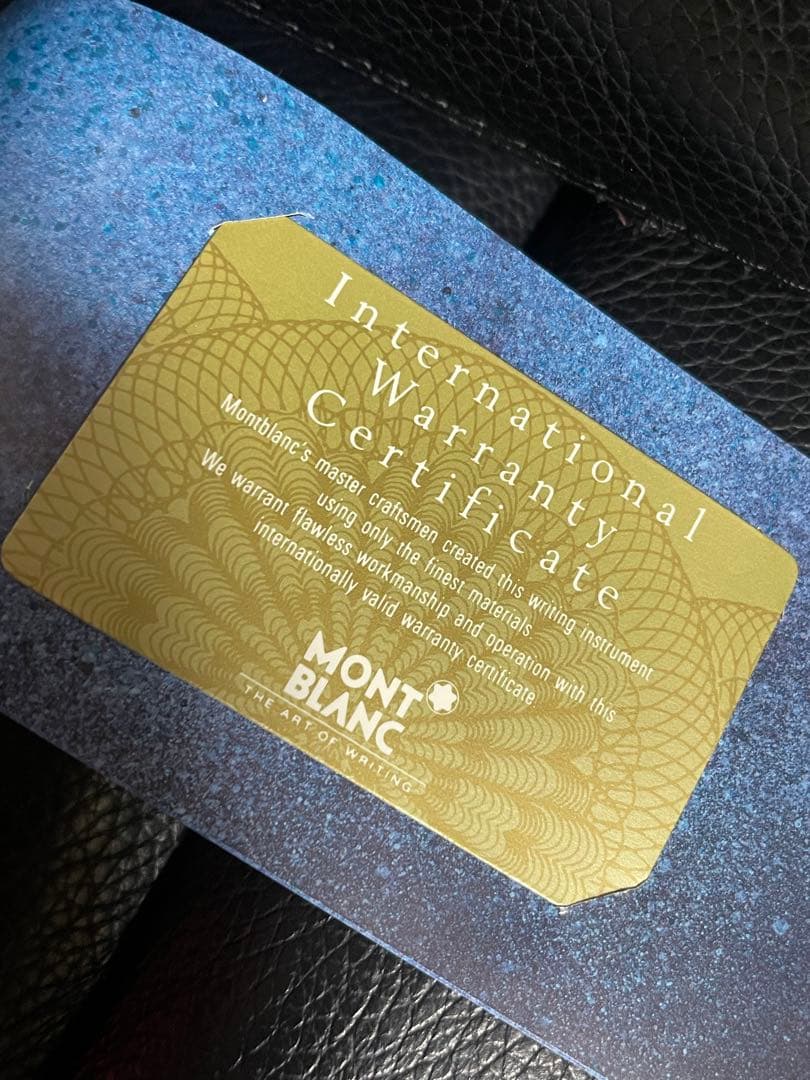 International
Warranty
Certificate
Montblanc's master craftsmen created this writing instrument
using only the finest materials.
We warrant flawless workmanship and operation with this
internationally valid warranty certificate
MONT
BLANC
THE ART OF WRITING